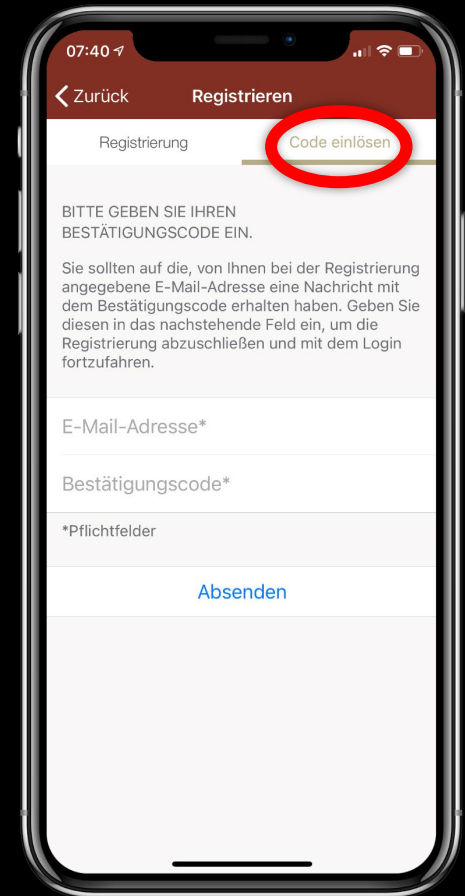 07:40
Zurück
Registrieren
Registrierung
Code einlösen
BITTE GEBEN SIE IHREN
BESTÄTIGUNGSCODE EIN.
Sie sollten auf die, von Ihnen bei der Registrierung
angegebene E-Mail-Adresse eine Nachricht mit
dem Bestätigungscode erhalten haben. Geben Sie
diesen in das nachstehende Feld ein, um die
Registrierung abzuschließen und mit dem Login
fortzufahren.
E-Mail-Adresse*
Bestätigungscode*
*Pflichtfelder
Absenden